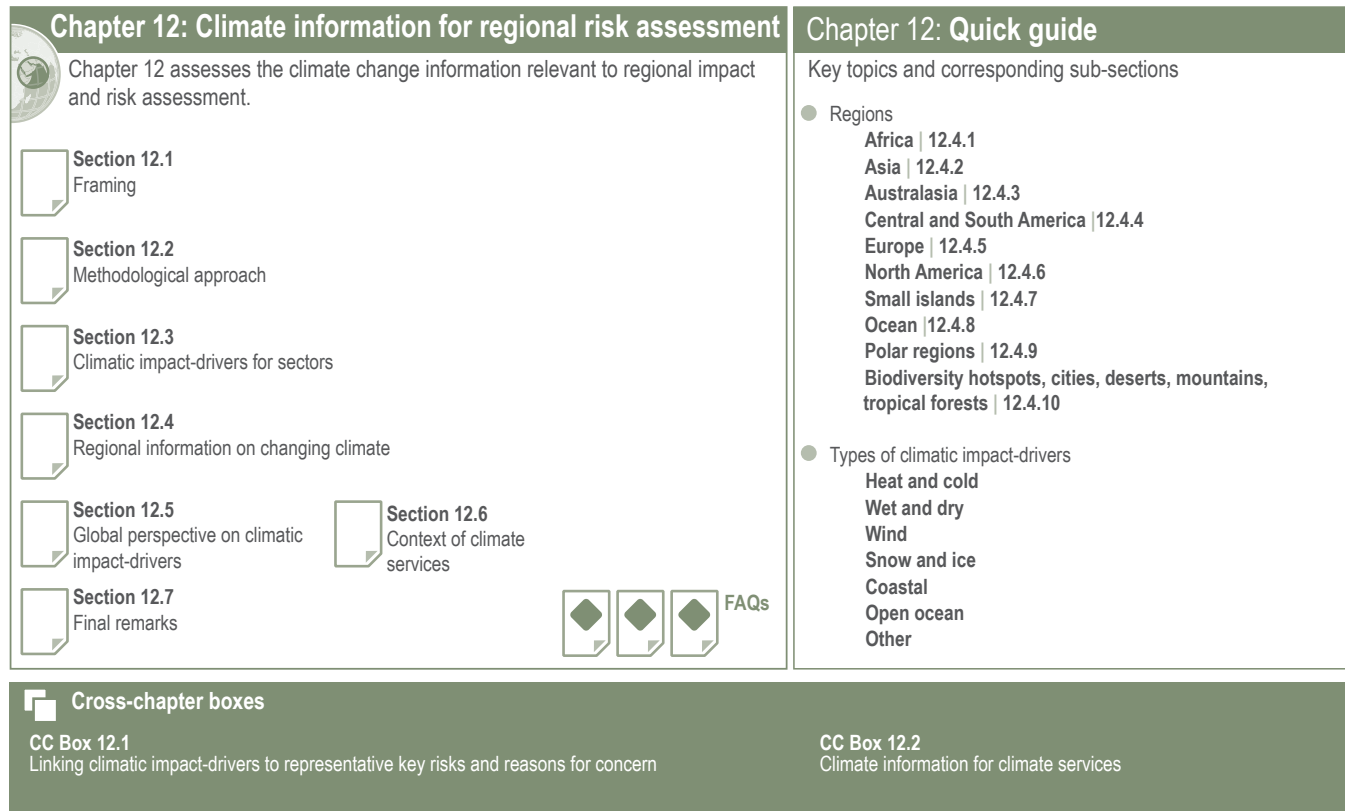 Chapter 12: Climate information for regional risk assessment
Chapter 12 assesses the climate change information relevant to regional impact
and risk assessment.
Section 12.1
Framing
Section 12.2
Methodological approach
Section 12.3
Climatic impact-drivers for sectors
Section 12.4
Regional information on changing climate
Section 12.5
Global perspective on climatic
impact-drivers
Section 12.6
Context of climate
services
Section 12.7
Final remarks
FAQs
Chapter 12: Quick guide
Key topics and corresponding sub-sections
Regions
Africa | 12.4.1
Asia | 12.4.2
Australasia | 12.4.3
Central and South America |12.4.4
Europe | 12.4.5
North America | 12.4.6
Small islands | 12.4.7
Ocean |12.4.8
Polar regions | 12.4.9
Biodiversity hotspots, cities, deserts, mountains,
tropical forests | 12.4.10
Types of climatic impact-drivers
Heat and cold
Wet and dry
Wind
Snow and ice
Coastal
Open ocean
Other
Cross-chapter boxes
CC Box 12.1
Linking climatic impact-drivers to representative key risks and reasons for concern
CC Box 12.2
Climate information for climate services